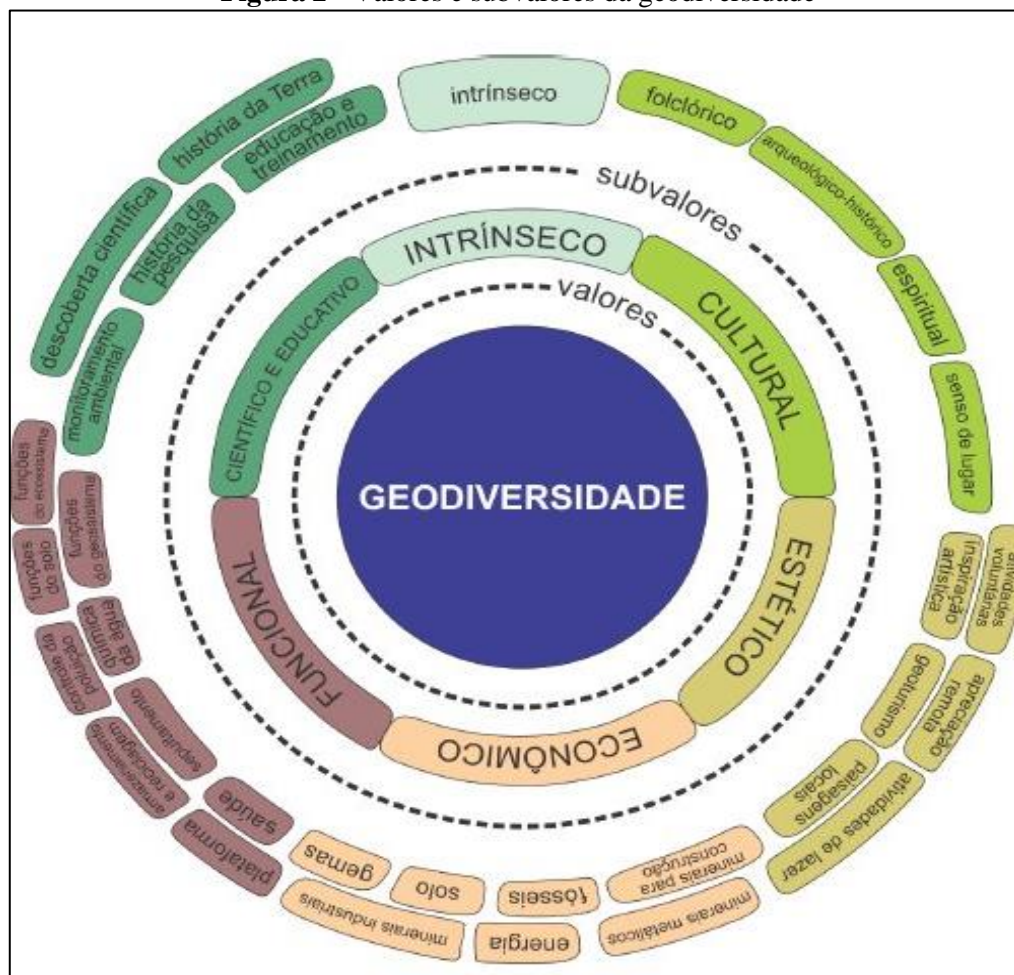 Figura 2 – Valores e subvalores da geodiversidade
intrínseco
folclórico
arqueológico-histórico
espiritual
senso de lugar
atividades
voluntárias
inspiração
artística
apreciação
remota
geoturismo
atividades de lazer
paisagens
locais
minerais para
construção
minerais metálicos
fósseis
energia
solo
minerais industriais
gemas
plataforma
saúde
armazenamento
e reciclagem
sepultamento
controle da
poluição
química
da água
funções
do solo
funções
do geossistema
funções
do ecossistema
monitoramento
ambiental
descoberta científica
história da
pesquisa
história da Terra
educação e
treinamento
subvalores
INTRÍNSECO
CULTURAL
ESTÉTICO
ECONÔMICO
FUNCIONAL
CIENTÍFICO E EDUCATIVO
valores
GEODIVERSIDADE